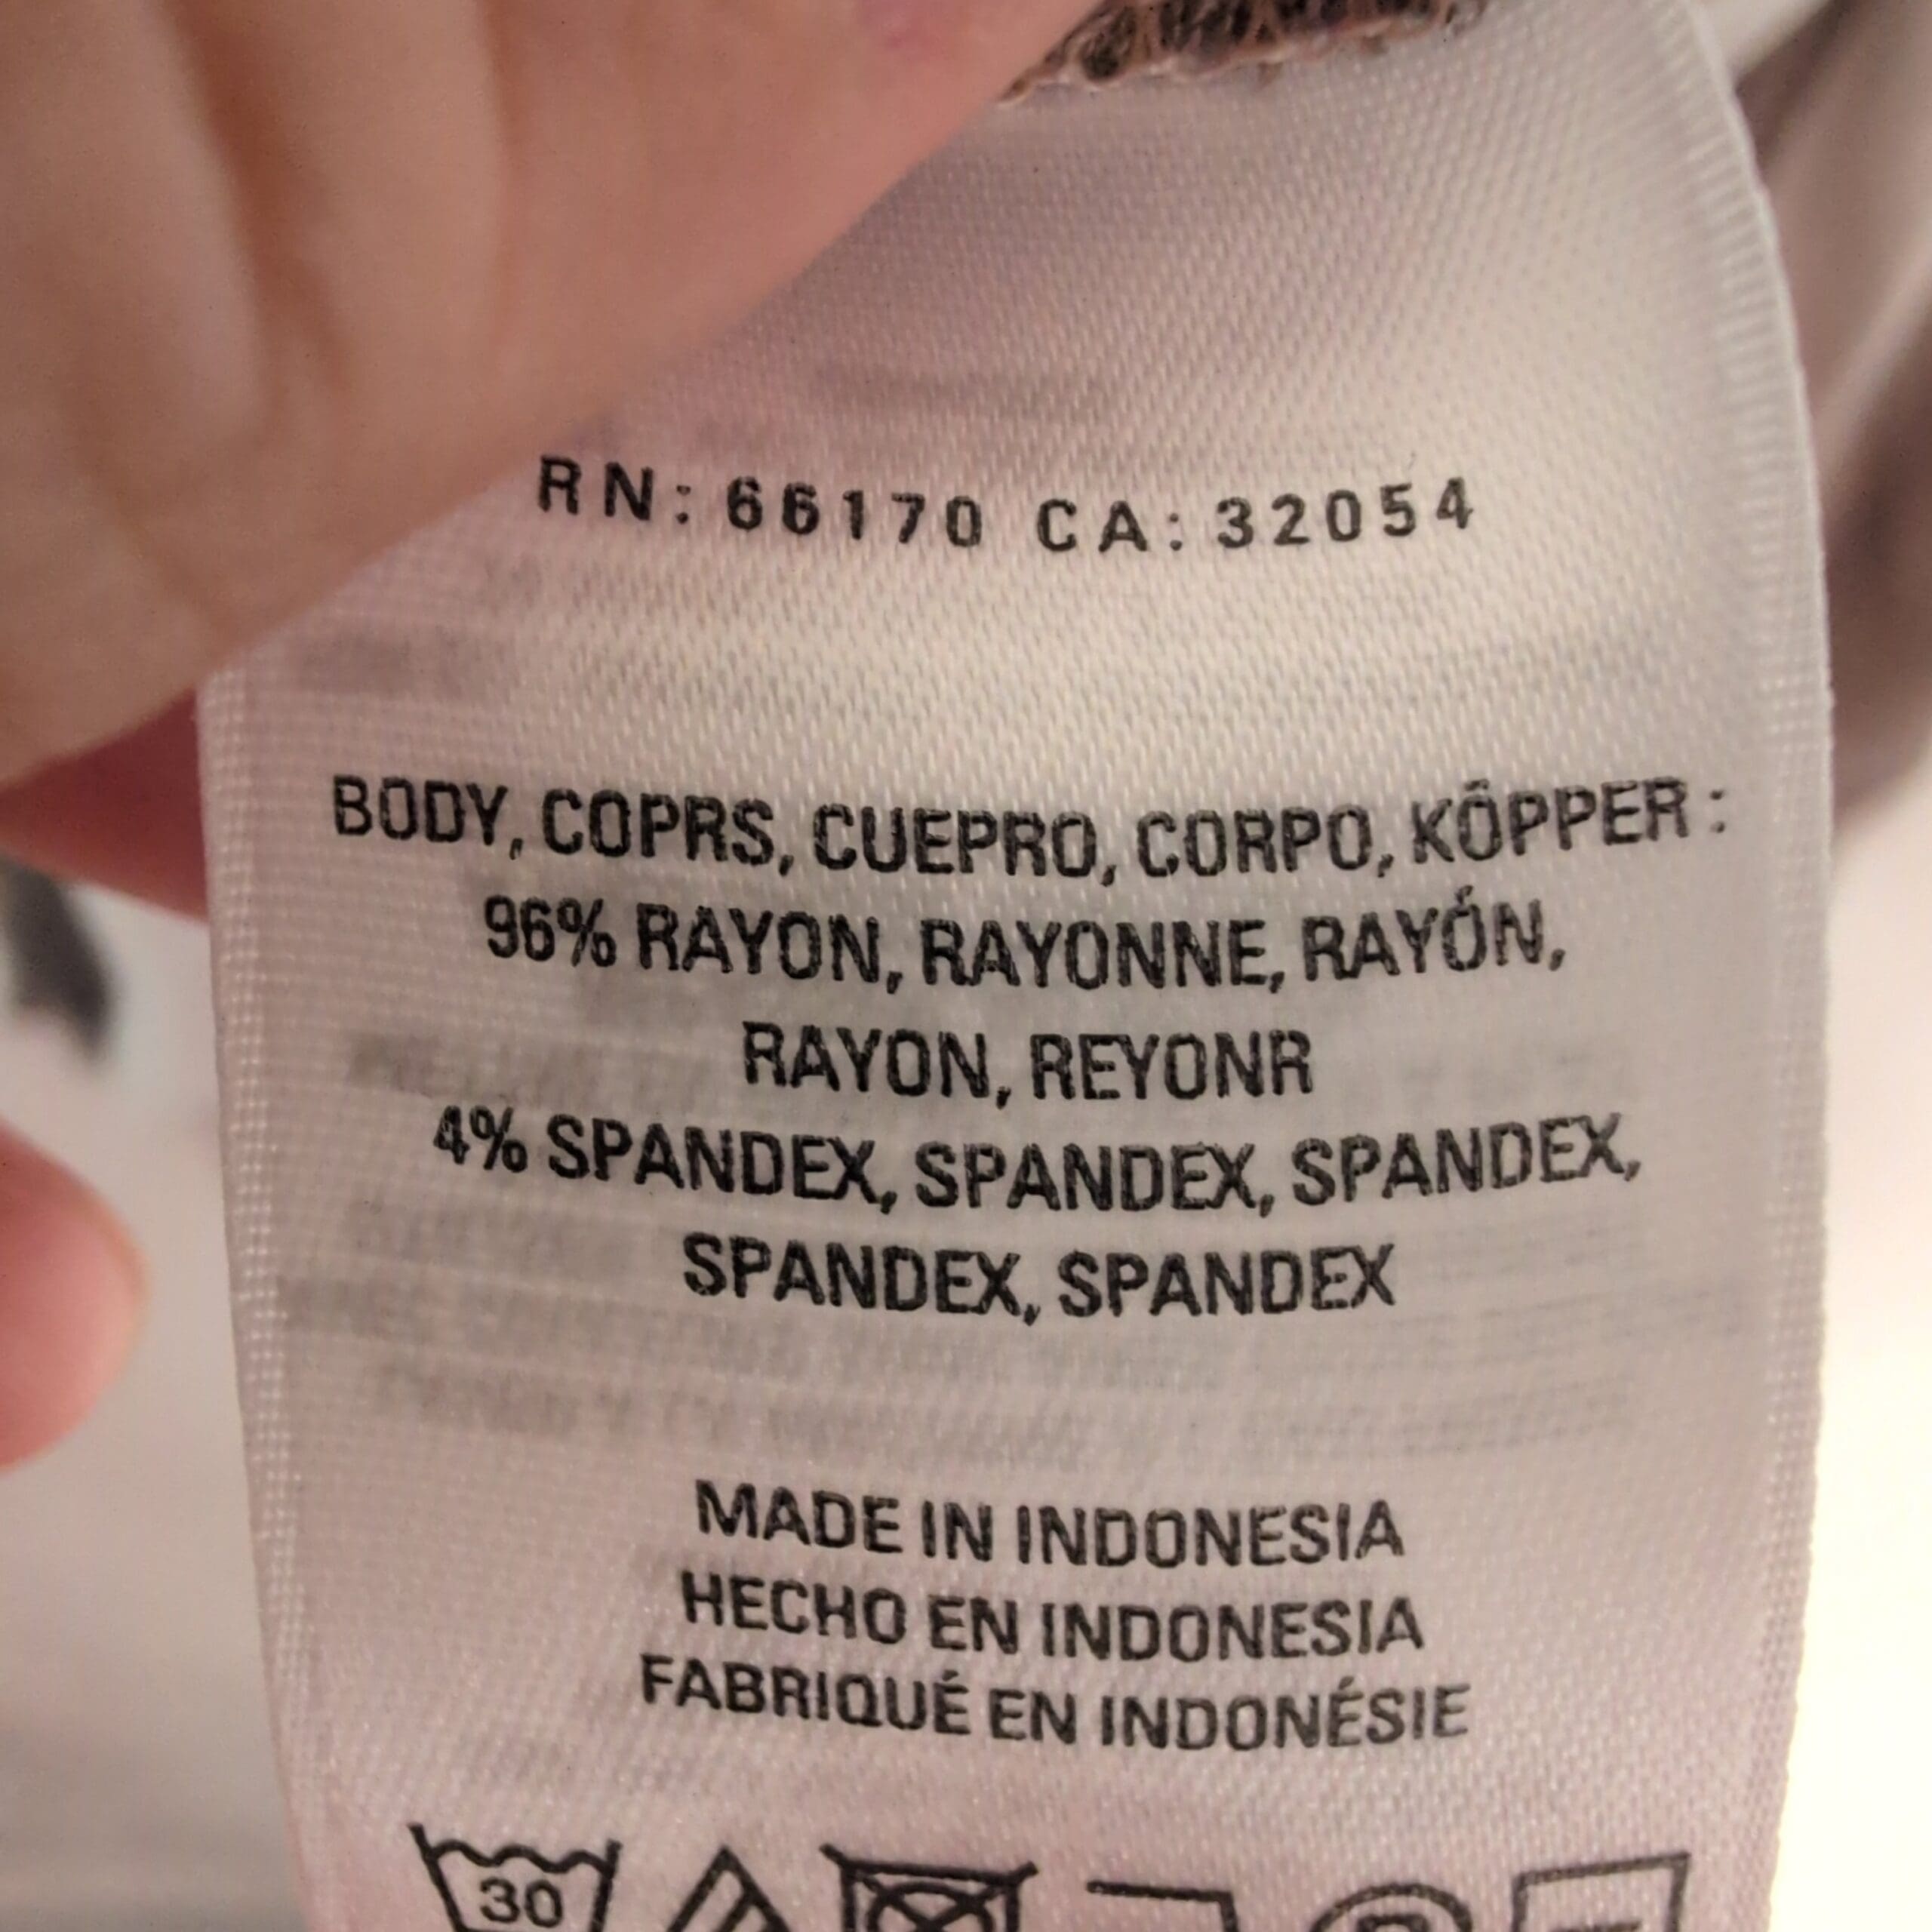 RN: 66170 CA: 32054
BODY, COPRS, CUEPRO, CORPO, KÖPPER :
96% RAYON, RAYONNE, RAYÓN,
RAYON, REYONR
4% SPANDEX, SPANDEX, SPANDEX,
SPANDEX, SPANDEX
MADE IN INDONESIA
HECHO EN INDONESIA
FABRIQUÉ EN INDONÉSIE
30